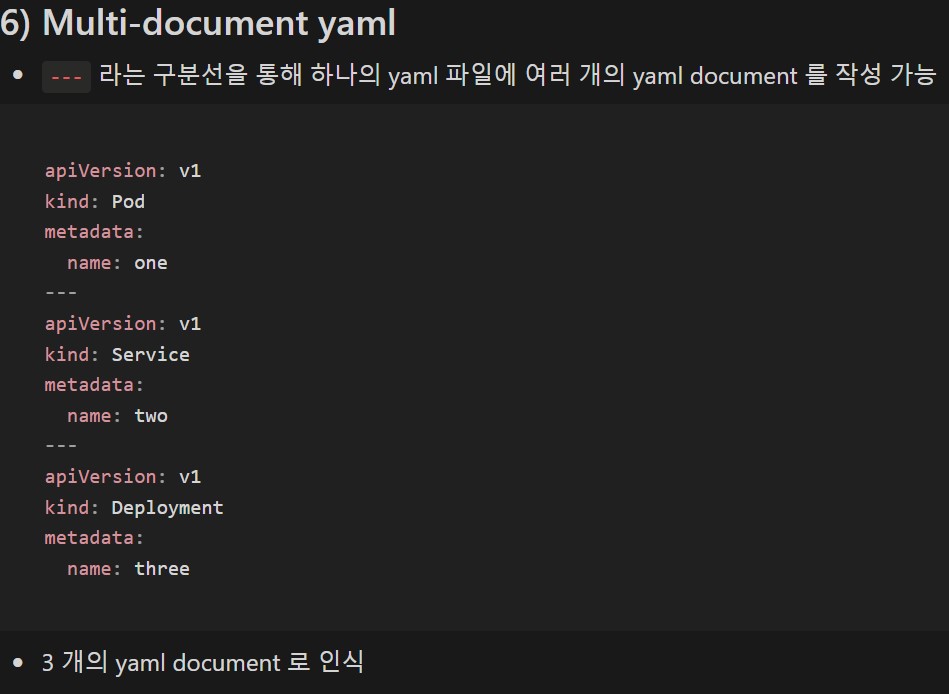 6) Multi-document yaml
• --- 라는 구분선을 통해 하나의 yaml 파일에 여러 개의 yaml document 를 작성 가능
apiVersion: v1
kind: Pod
metadata:
  name: one
---
apiVersion: v1
kind: Service
metadata:
  name: two
---
apiVersion: v1
kind: Deployment
metadata:
  name: three
• 3 개의 yaml document 로 인식